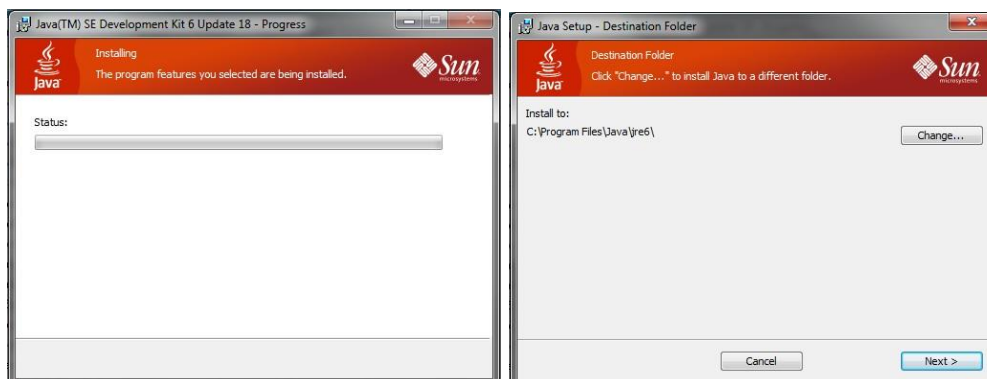 Java(TM) SE Development Kit 6 Update 18 - Progress
Java
Installing
The program features you selected are being installed.
Sun
microsystems
Status:
Java Setup - Destination Folder
Java
Destination Folder
Click "Change..." to install Java to a different folder.
Sun
microsystems
Install to:
C:\Program Files\Java\jre6\
Change...
Cancel
Next >